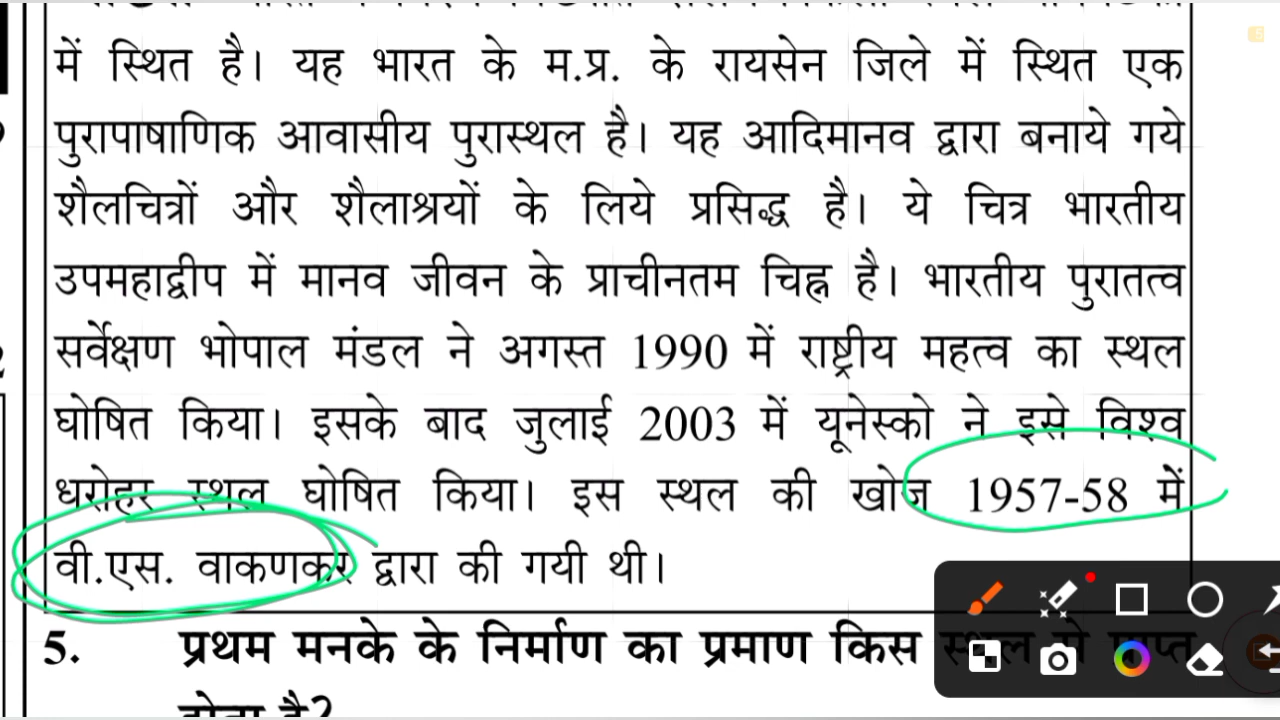 में स्थित है। यह भारत के म.प्र. के रायसेन जिले में स्थित एक
पुरापाषाणिक आवासीय पुरास्थल है। यह आदिमानव द्वारा बनाये गये
शैलचित्रों और शैलाश्रयों के लिये प्रसिद्ध है। ये चित्र भारतीय
उपमहाद्वीप में मानव जीवन के प्राचीनतम चिह्न है। भारतीय पुरातत्व
सर्वेक्षण भोपाल मंडल ने अगस्त 1990 में राष्ट्रीय महत्व का स्थल
घोषित किया। इसके बाद जुलाई 2003 में यूनेस्को ने इसे विश्व
धरोहर स्थल घोषित किया। इस स्थल की खोज 1957-58 में
वी.एस. वाकणकर द्वारा की गयी थी।
5. प्रथम मनके के निर्माण का प्रमाण किस